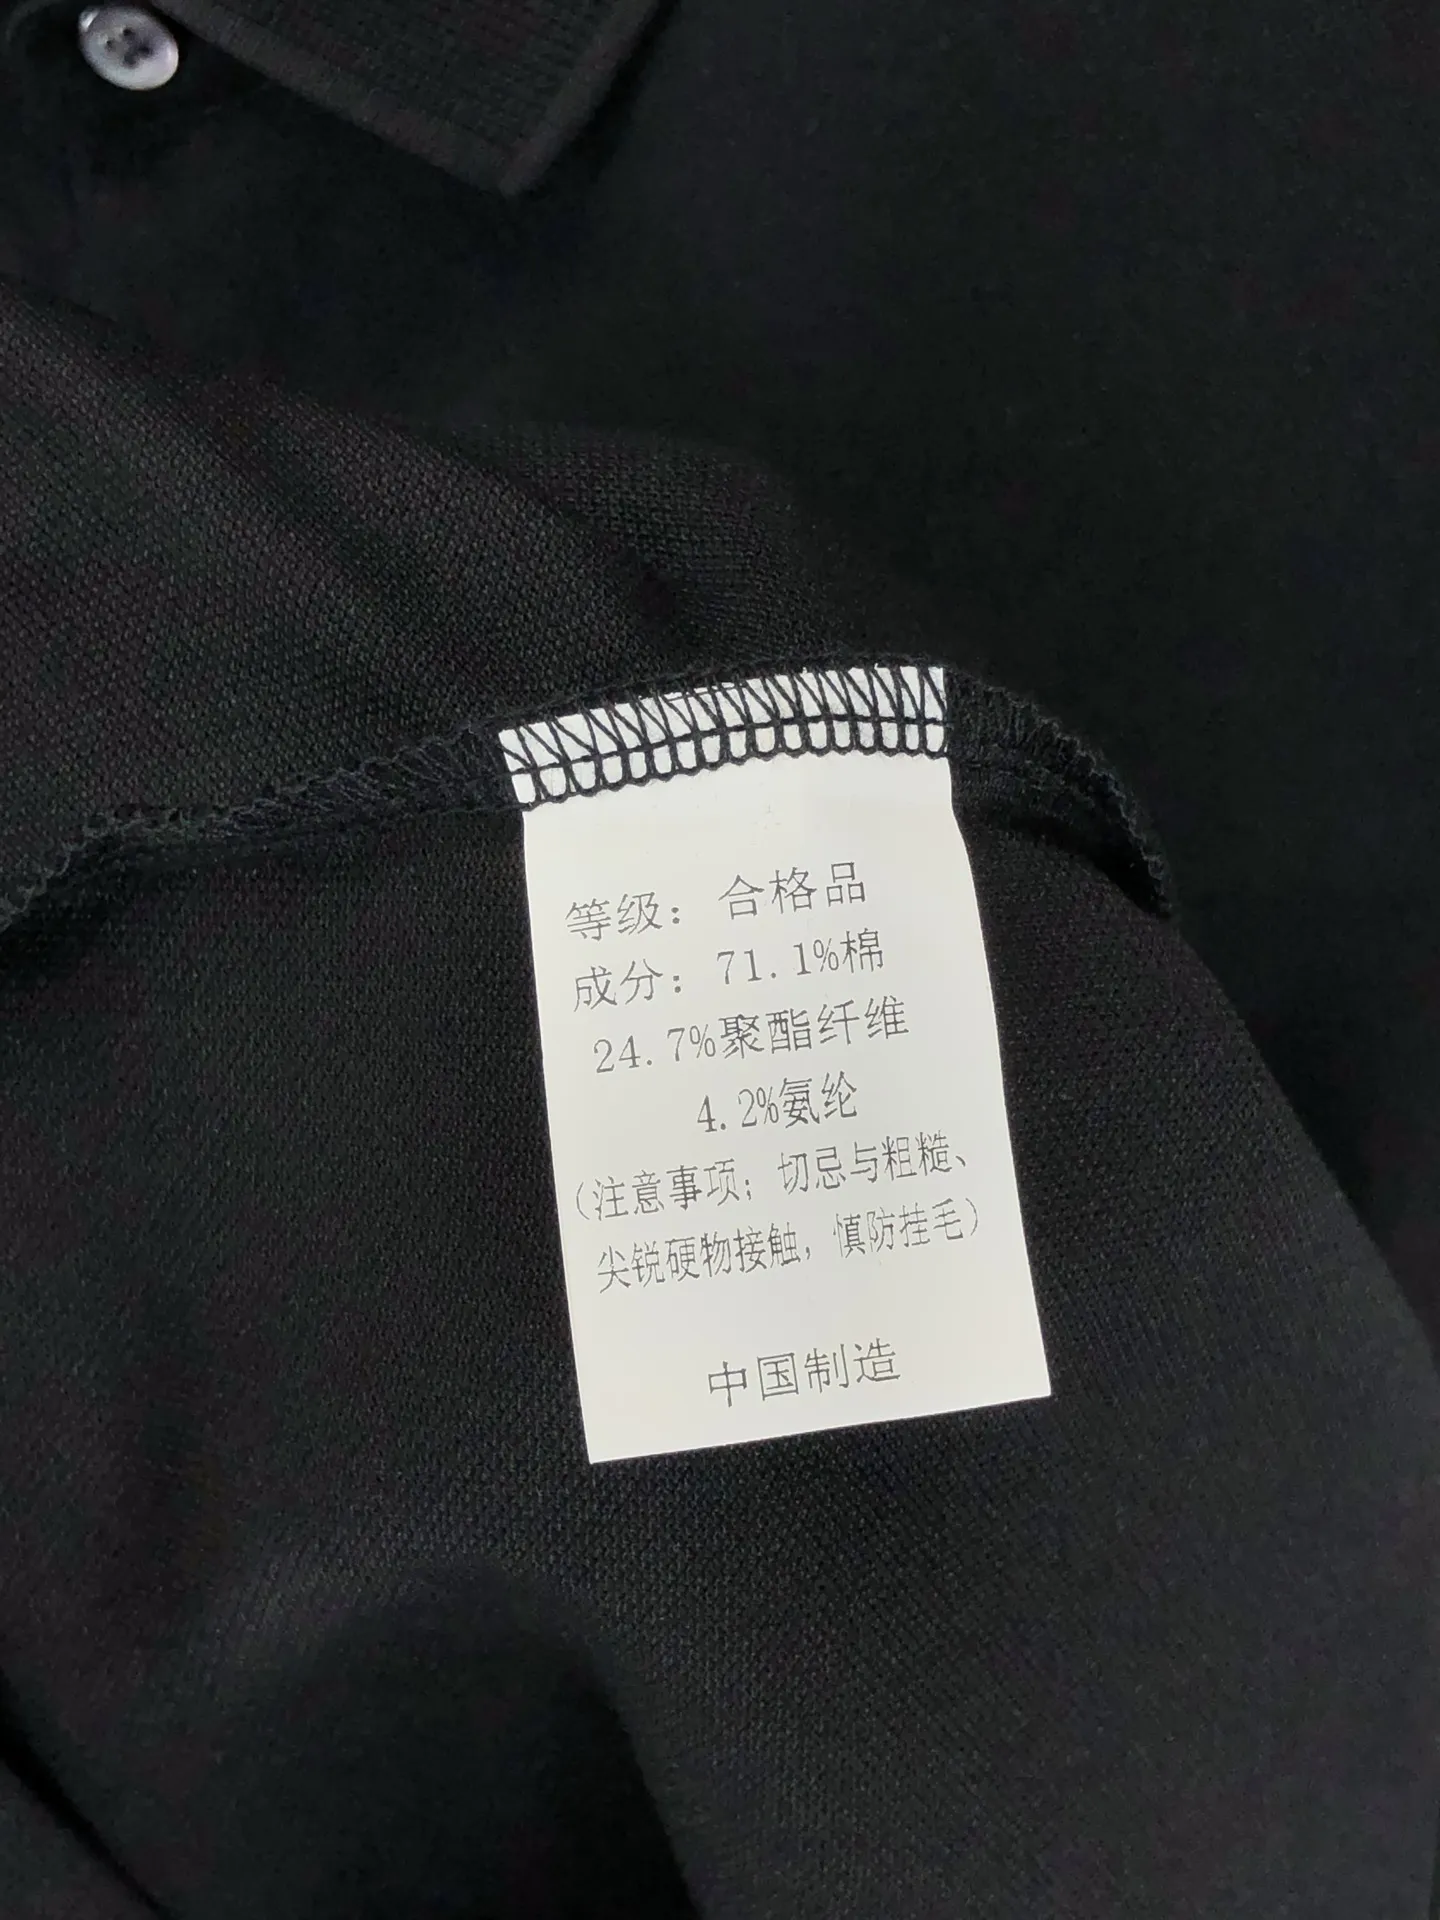 等级：合格品
成分：71.1%棉
24.7%聚酯纤维
4.2%氨纶
（注意事项；切忌与粗糙、
尖锐硬物接触，慎防挂毛）
中国制造